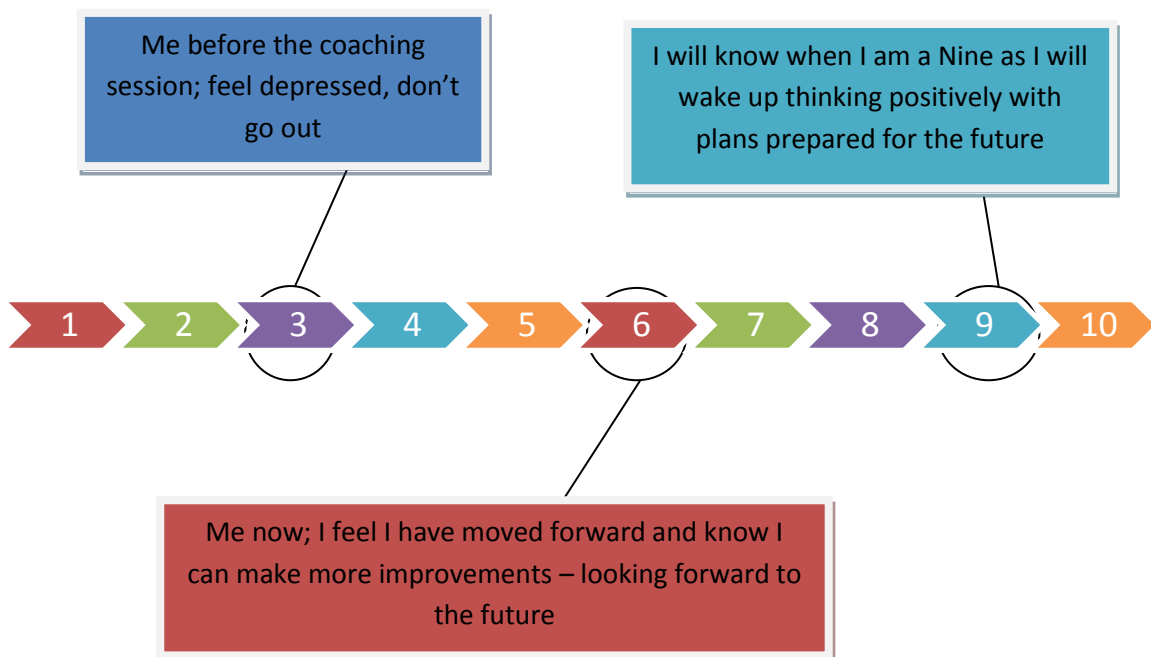 Me before the coaching
session; feel depressed, don’t
go out
I will know when I am a Nine as I will
wake up thinking positively with
plans prepared for the future
1 2 3 4 5 6 7 8 9 10
Me now; I feel I have moved forward and know I
can make more improvements – looking forward to
the future